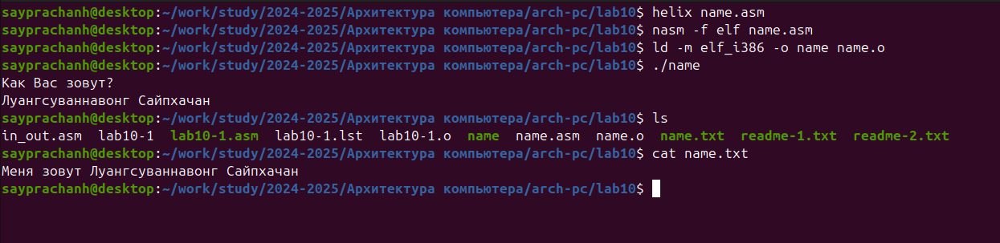 sayprachanh@desktop:~/work/study/2024-2025/Архитектура компьютера/arch-pc/lab10$ helix name.asm
sayprachanh@desktop:~/work/study/2024-2025/Архитектура компьютера/arch-pc/lab10$ nasm -f elf name.asm
sayprachanh@desktop:~/work/study/2024-2025/Архитектура компьютера/arch-pc/lab10$ ld -m elf_i386 -o name name.o
sayprachanh@desktop:~/work/study/2024-2025/Архитектура компьютера/arch-pc/lab10$ ./name
Как Вас зовут?
Луангсуваннавонг Сайпхачан
sayprachanh@desktop:~/work/study/2024-2025/Архитектура компьютера/arch-pc/lab10$ ls
in_out.asm lab10-1 lab10-1.asm lab10-1.lst lab10-1.o name name.asm name.o name.txt readme-1.txt readme-2.txt
sayprachanh@desktop:~/work/study/2024-2025/Архитектура компьютера/arch-pc/lab10$ cat name.txt
Меня зовут Луангсуваннавонг Сайпхачан
sayprachanh@desktop:~/work/study/2024-2025/Архитектура компьютера/arch-pc/lab10$